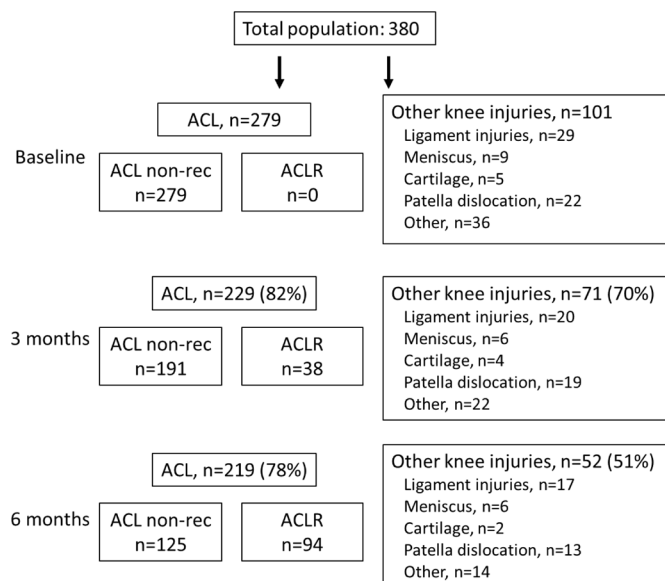 Total population: 380
ACL, n=279
Baseline
ACL non-rec
n=279
ACLR
n=0
Other knee injuries, n=101
Ligament injuries, n=29
Meniscus, n=9
Cartilage, n=5
Patella dislocation, n=22
Other, n=36
ACL, n=229 (82%)
3 months
ACL non-rec
n=191
ACLR
n=38
Other knee injuries, n=71 (70%)
Ligament injuries, n=20
Meniscus, n=6
Cartilage, n=4
Patella dislocation, n=19
Other, n=22
ACL, n=219 (78%)
6 months
ACL non-rec
n=125
ACLR
n=94
Other knee injuries, n=52 (51%)
Ligament injuries, n=17
Meniscus, n=6
Cartilage, n=2
Patella dislocation, n=13
Other, n=14